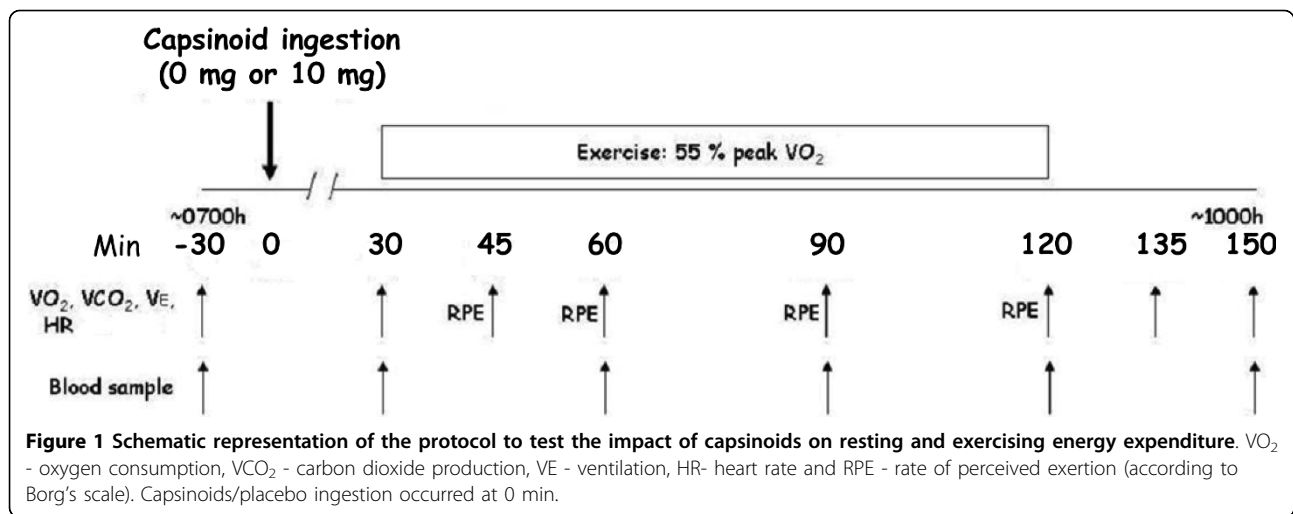 Capsinoid ingestion
(0 mg or 10 mg)
Exercise: 55 % peak VO₂
~0700h ~1000h
Min -30 0 30 45 60 90 120 135 150
VO₂, VCO₂, VE,
HR
RPE RPE RPE RPE
Blood sample
Figure 1 Schematic representation of the protocol to test the impact of capsinoids on resting and exercising energy expenditure. VO₂
- oxygen consumption, VCO₂ - carbon dioxide production, VE - ventilation, HR- heart rate and RPE - rate of perceived exertion (according to
Borg's scale). Capsinoids/placebo ingestion occurred at 0 min.